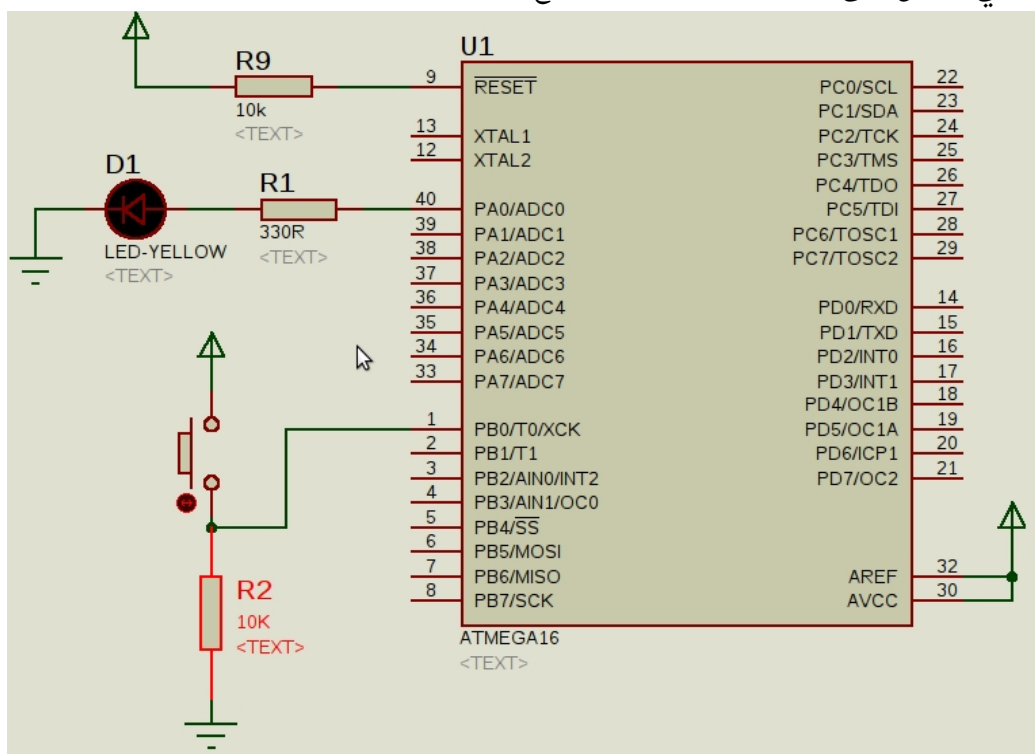 U1
R9
10k
<TEXT>
D1
LED-YELLOW
<TEXT>
R1
330R
<TEXT>
R2
10K
<TEXT>
9 RESET
13 XTAL1
12 XTAL2
40 PA0/ADC0
39 PA1/ADC1
38 PA2/ADC2
37 PA3/ADC3
36 PA4/ADC4
35 PA5/ADC5
34 PA6/ADC6
33 PA7/ADC7
1 PB0/T0/XCK
2 PB1/T1
3 PB2/AIN0/INT2
4 PB3/AIN1/OC0
5 PB4/SS
6 PB5/MOSI
7 PB6/MISO
8 PB7/SCK
PC0/SCL 22
PC1/SDA 23
PC2/TCK 24
PC3/TMS 25
PC4/TDO 26
PC5/TDI 27
PC6/TOSC1 28
PC7/TOSC2 29
PD0/RXD 14
PD1/TXD 15
PD2/INT0 16
PD3/INT1 17
PD4/OC1B 18
PD5/OC1A 19
PD6/ICP1 20
PD7/OC2 21
AREF 32
AVCC 30
ATMEGA16
<TEXT>